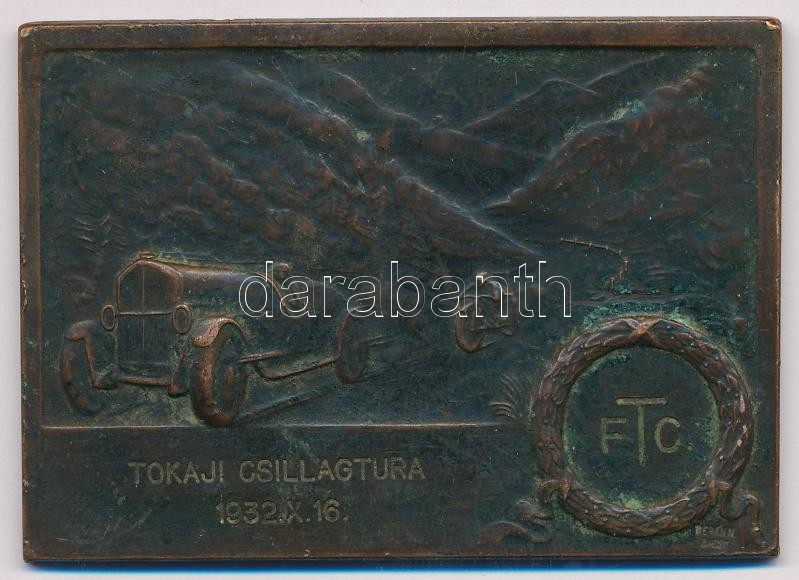 darabanth
FTC.
TOKAJI CSILLAGTURA
1932.X.16.